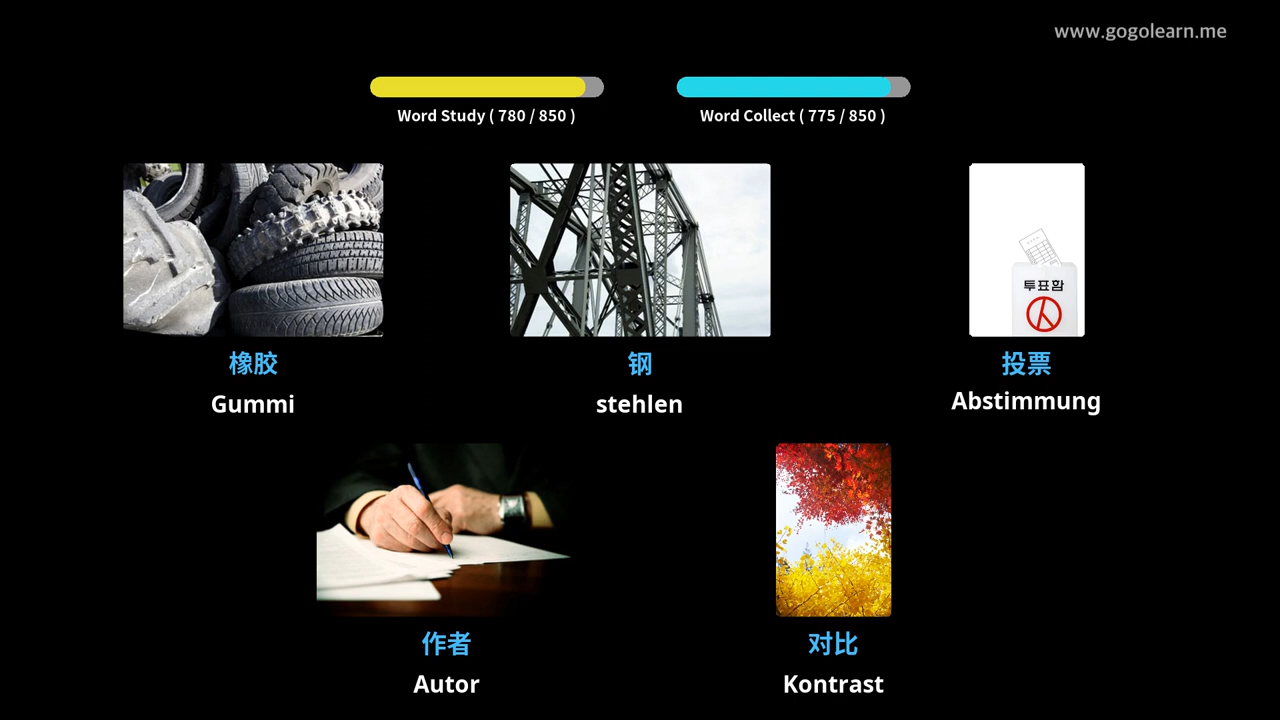 www.gogolearn.me
Word Study ( 780 / 850 )
Word Collect ( 775 / 850 )
투표함
橡胶
Gummi
钢
stehlen
投票
Abstimmung
作者
Autor
对比
Kontrast